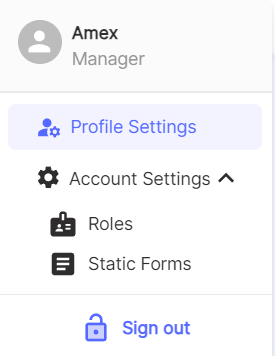 Amex
Manager
Profile Settings
Account Settings
Roles
Static Forms
Sign out